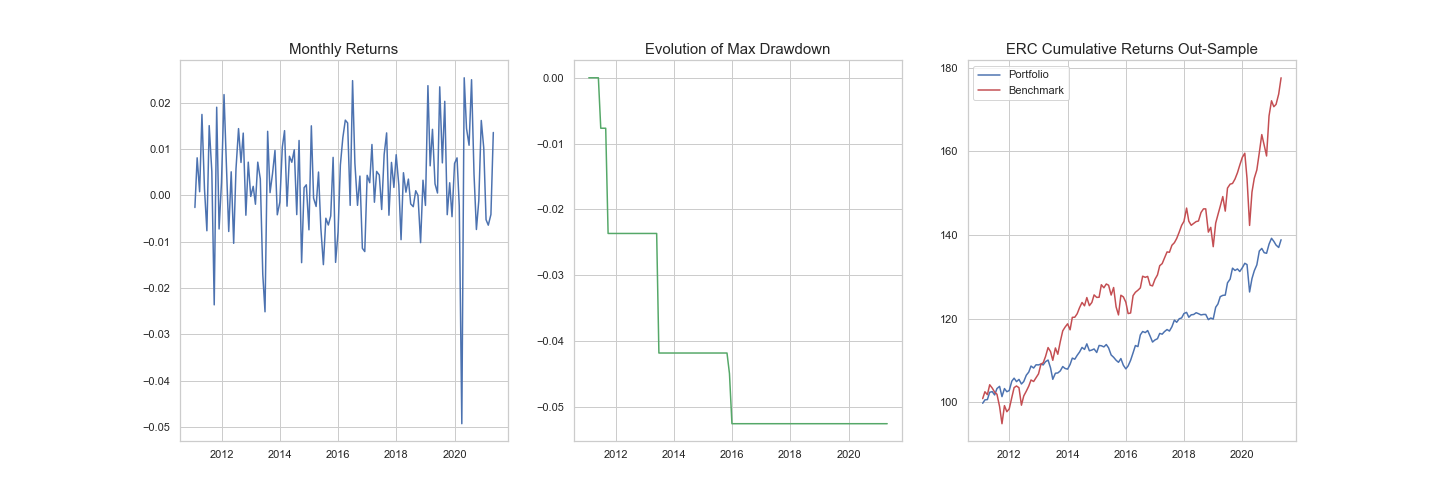 Monthly Returns
0.02
0.01
0.00
−0.01
−0.02
−0.03
−0.04
−0.05
2012 2014 2016 2018 2020
Evolution of Max Drawdown
0.00
−0.01
−0.02
−0.03
−0.04
−0.05
2012 2014 2016 2018 2020
ERC Cumulative Returns Out-Sample
Portfolio
Benchmark
180
160
140
120
100
2012 2014 2016 2018 2020